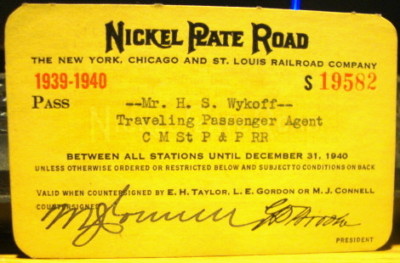 NICKEL PLATE ROAD
THE NEW YORK, CHICAGO AND ST. LOUIS RAILROAD COMPANY
1939-1940 S 19582
PASS --Mr. H. S. Wykoff--
Traveling Passenger Agent
C M St P & P RR
BETWEEN ALL STATIONS UNTIL DECEMBER 31, 1940
UNLESS OTHERWISE ORDERED OR RESTRICTED BELOW AND SUBJECT TO CONDITIONS ON BACK
VALID WHEN COUNTERSIGNED BY E. H. TAYLOR, L. E. GORDON OR M. J. CONNELL
COUNTERSIGNED
M J Connell
PRESIDENT